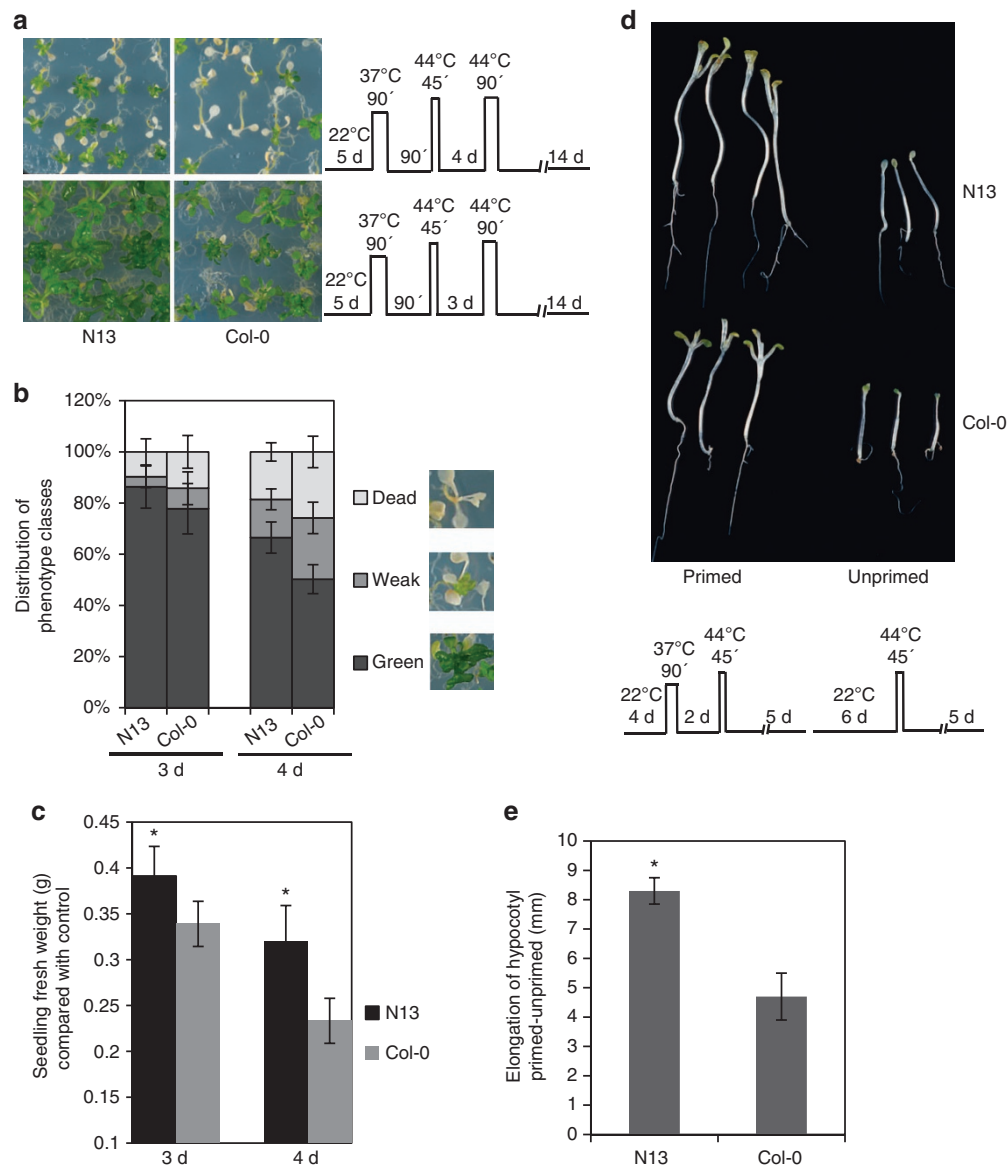 a
37°C
90´
44°C
45´
44°C
90´
22°C
5 d
90´
4 d
14 d
37°C
90´
44°C
45´
44°C
90´
22°C
5 d
90´
3 d
14 d
N13
Col-0
b
120%
100%
80%
60%
40%
20%
0%
Distribution of
phenotype classes
N13
Col-0
N13
Col-0
3 d
4 d
Dead
Weak
Green
c
0.45
0.4
0.35
0.3
0.25
0.2
0.15
0.1
Seedling fresh weight (g)
compared with control
*
*
3 d
4 d
N13
Col-0
d
N13
Col-0
Primed
Unprimed
37°C
90´
44°C
45´
22°C
4 d
2 d
5 d
44°C
45´
22°C
6 d
5 d
e
10
9
8
7
6
5
4
3
2
1
0
Elongation of hypocotyl
primed-unprimed (mm)
*
N13
Col-0